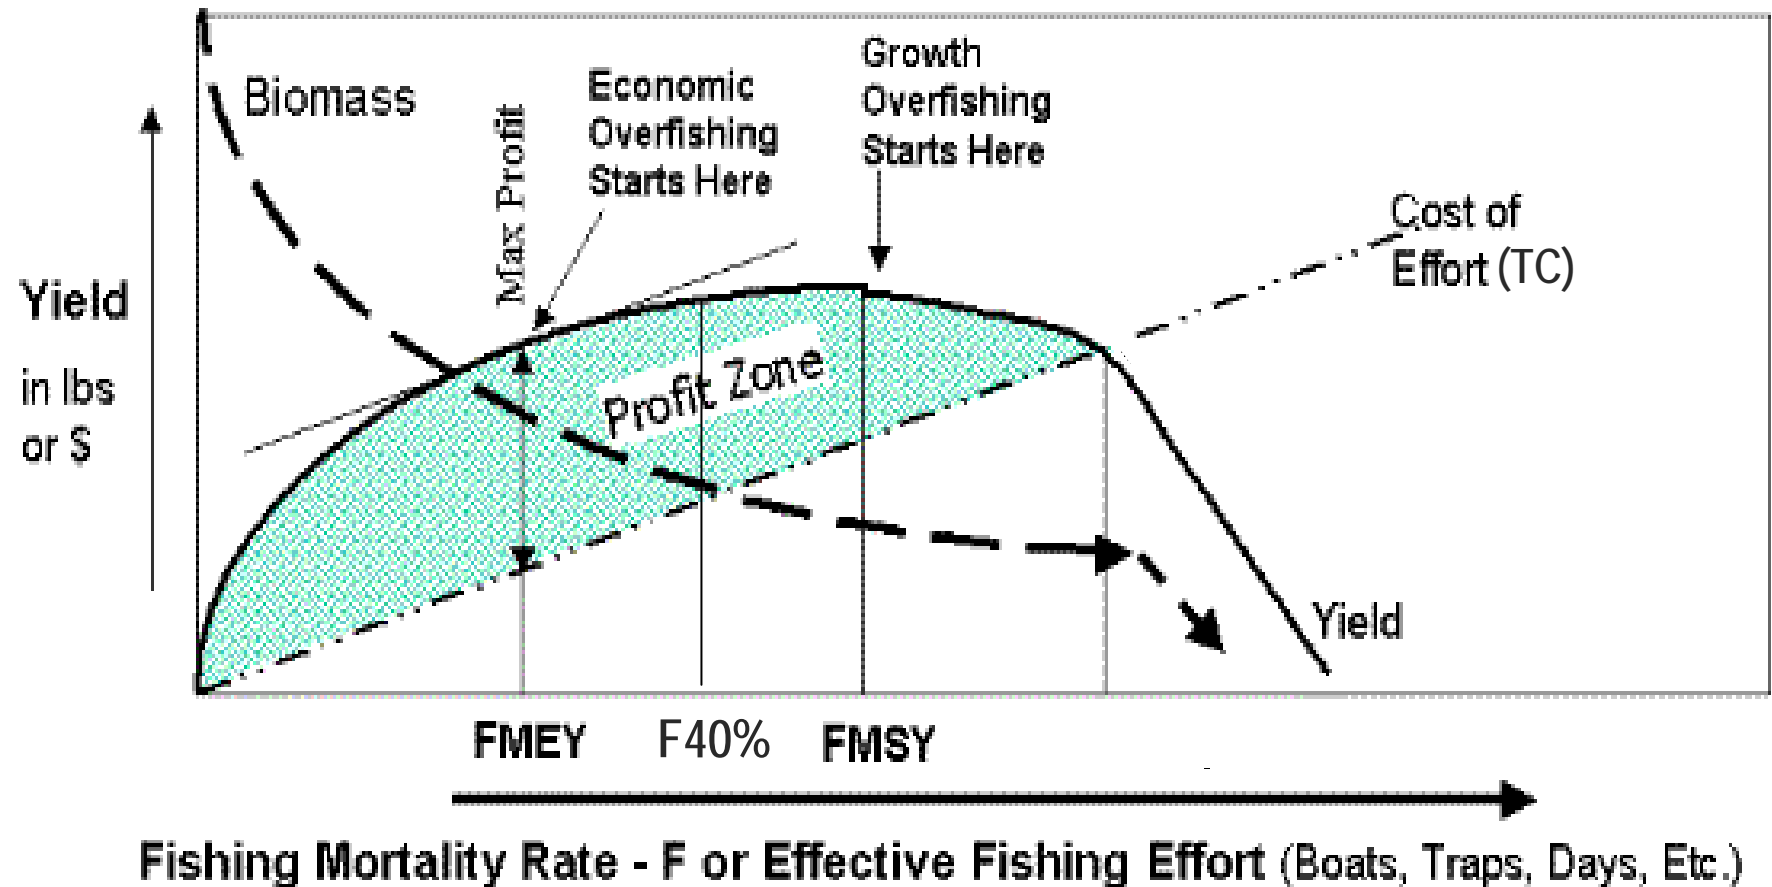 Biomass
Max Profit
Economic
Overfishing
Starts Here
Growth
Overfishing
Starts Here
Cost of
Effort (TC)
Yield
in lbs
or $
Profit Zone
Yield
FMEY
F40%
FMSY
Fishing Mortality Rate - F or Effective Fishing Effort (Boats, Traps, Days, Etc.)